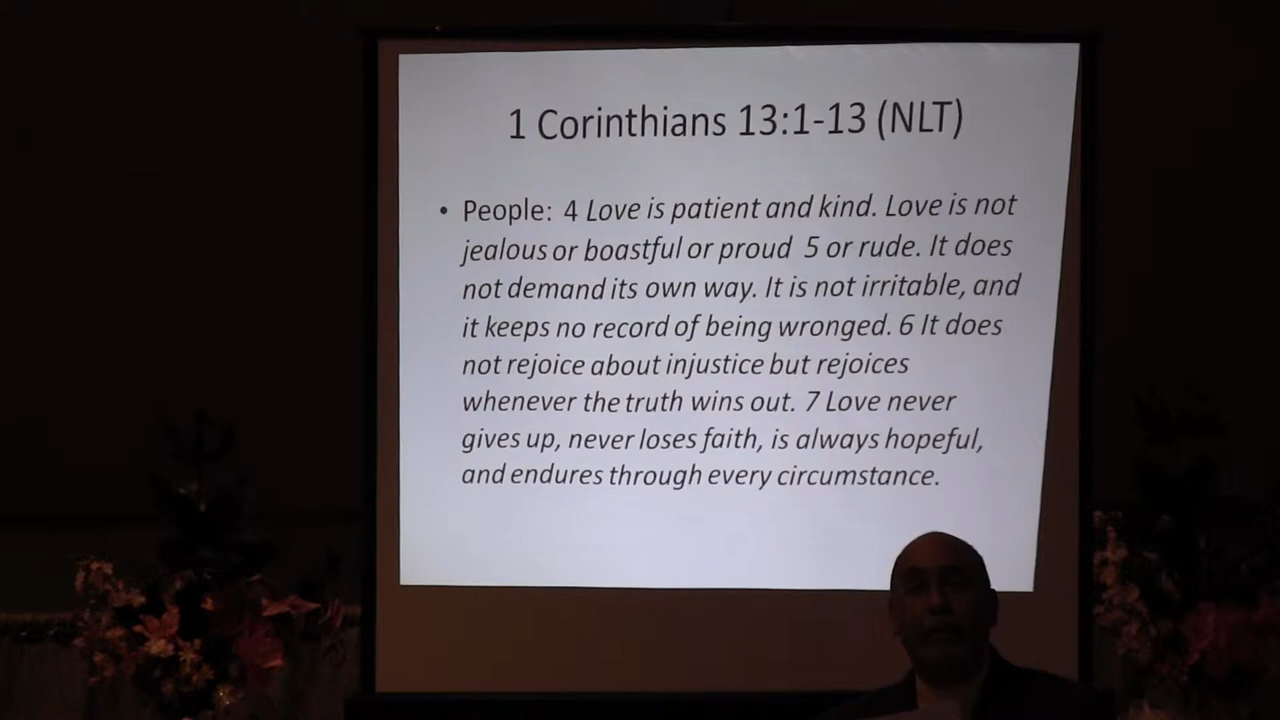 1 Corinthians 13:1-13 (NLT)
• People: 4 Love is patient and kind. Love is not
jealous or boastful or proud 5 or rude. It does
not demand its own way. It is not irritable, and
it keeps no record of being wronged. 6 It does
not rejoice about injustice but rejoices
whenever the truth wins out. 7 Love never
gives up, never loses faith, is always hopeful,
and endures through every circumstance.